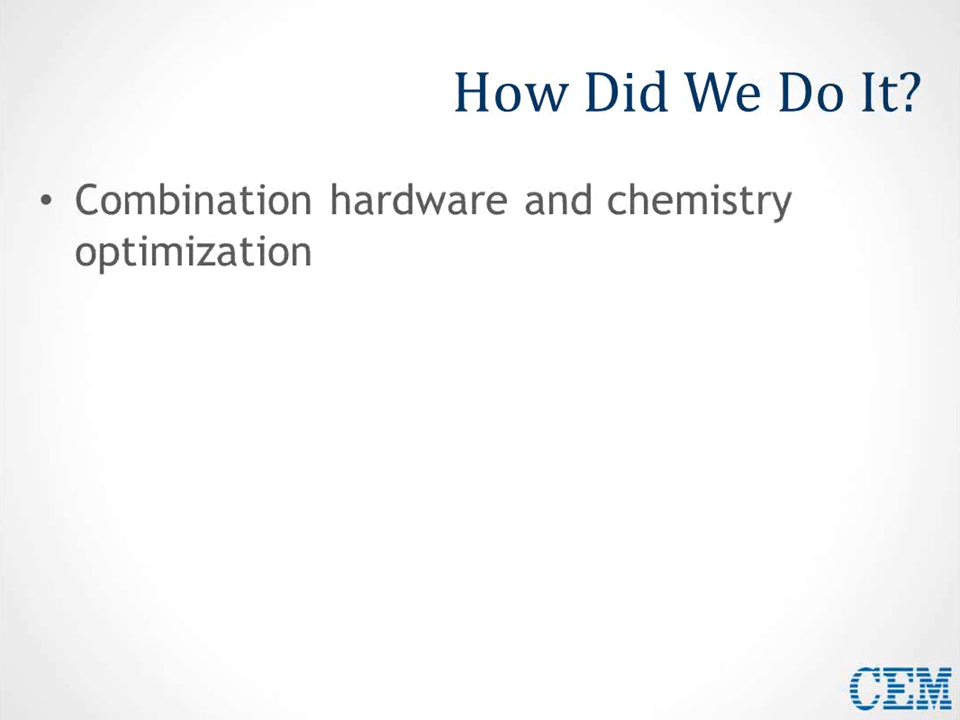 How Did We Do It?
• Combination hardware and chemistry
optimization
CEM